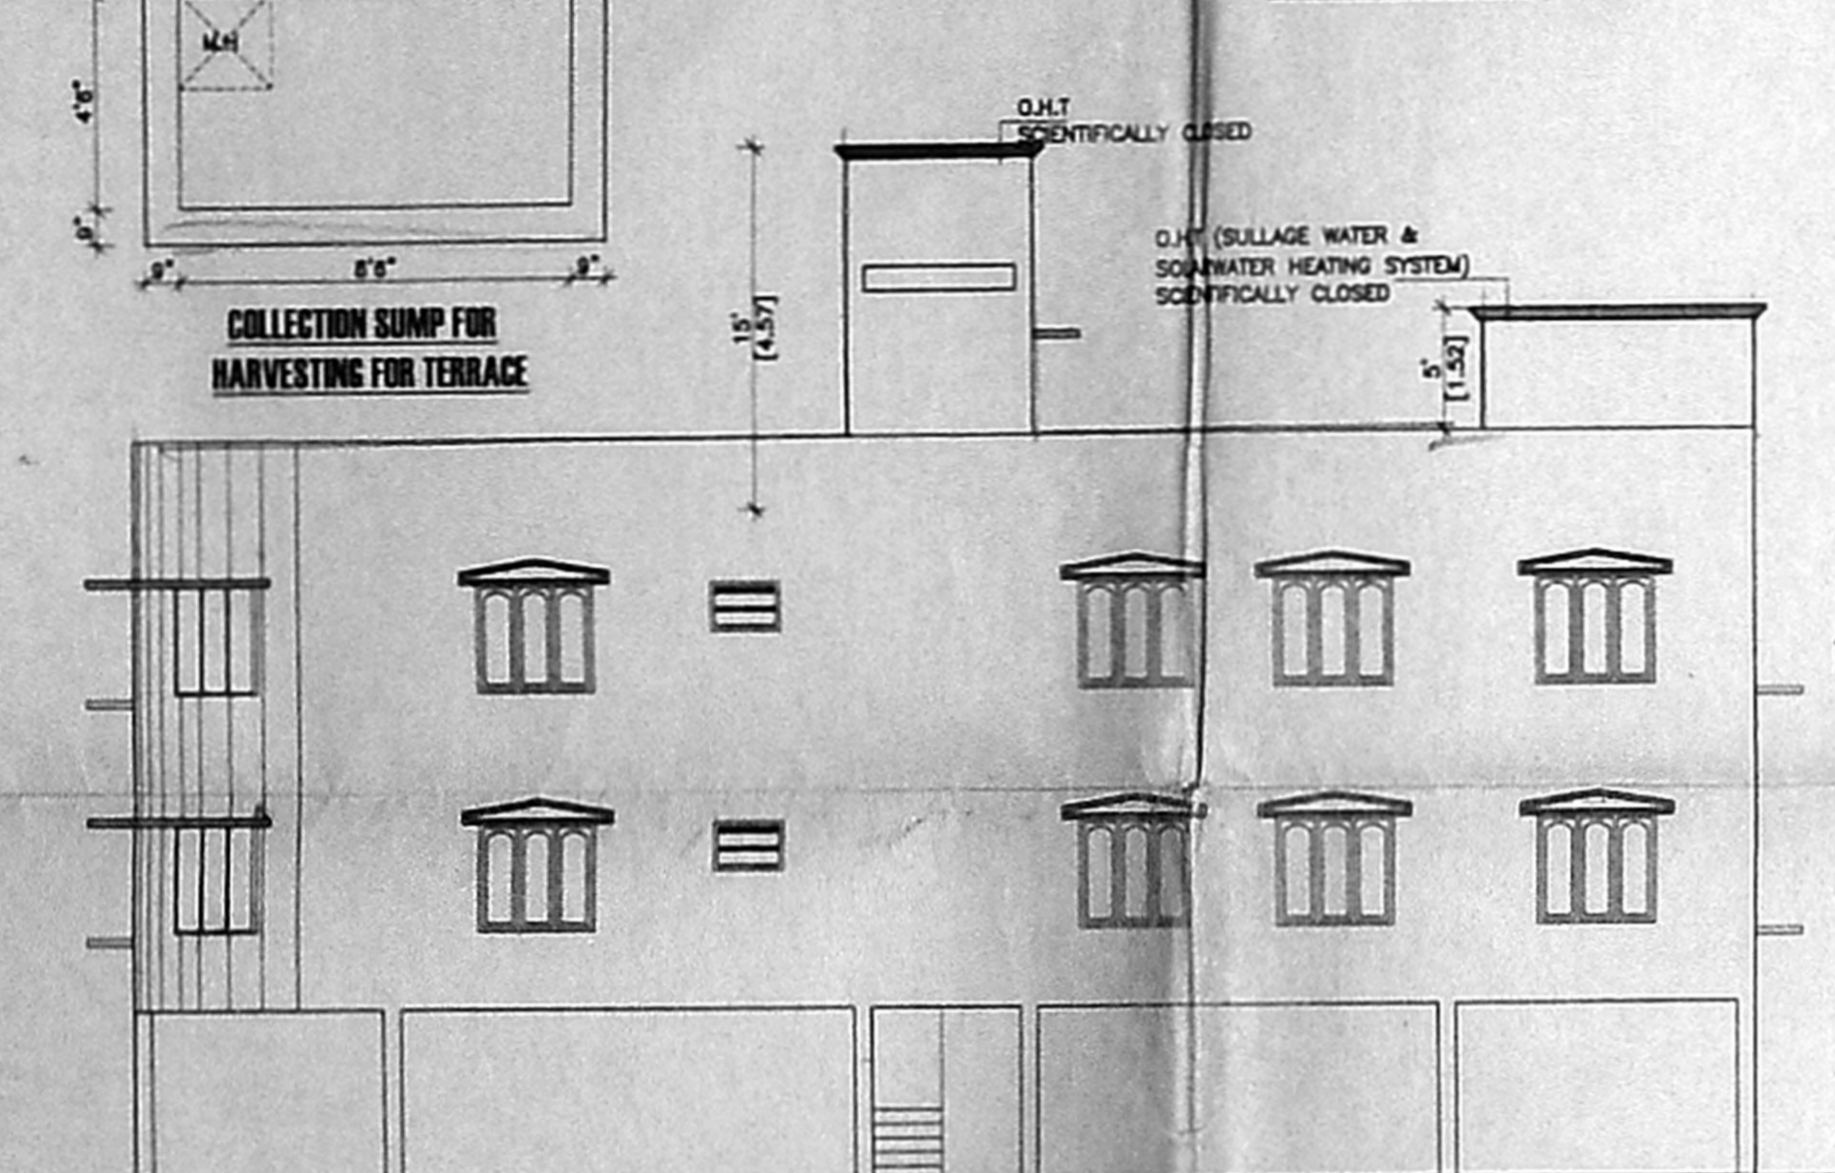 M.H
4'6"
9"
9"
8'6"
9"
COLLECTION SUMP FOR
HARVESTING FOR TERRACE
O.H.T
SCIENTIFICALLY CLOSED
15'
[4.57]
O.H.T (SULLAGE WATER &
SOLARWATER HEATING SYSTEM)
SCIENTIFICALLY CLOSED
5'
[1.52]